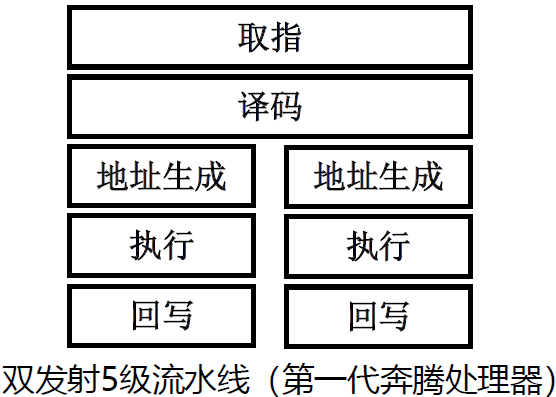 取指
译码
地址生成 地址生成
执行 执行
回写 回写
双发射5级流水线（第一代奔腾处理器）